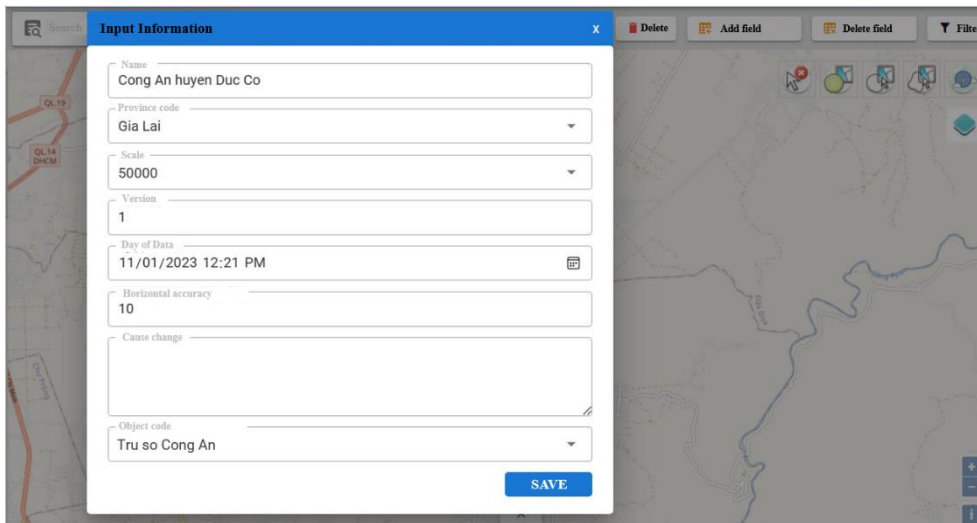 Search
Input Information
x
Delete
Add field
Delete field
Filte
Name
Cong An huyen Duc Co
Province code
Gia Lai
Scale
50000
Version
1
Day of Data
11/01/2023 12:21 PM
Horizontal accuracy
10
Cause change
Object code
Tru so Cong An
SAVE
QL.19
QL.14
DHCM
Chư Prông